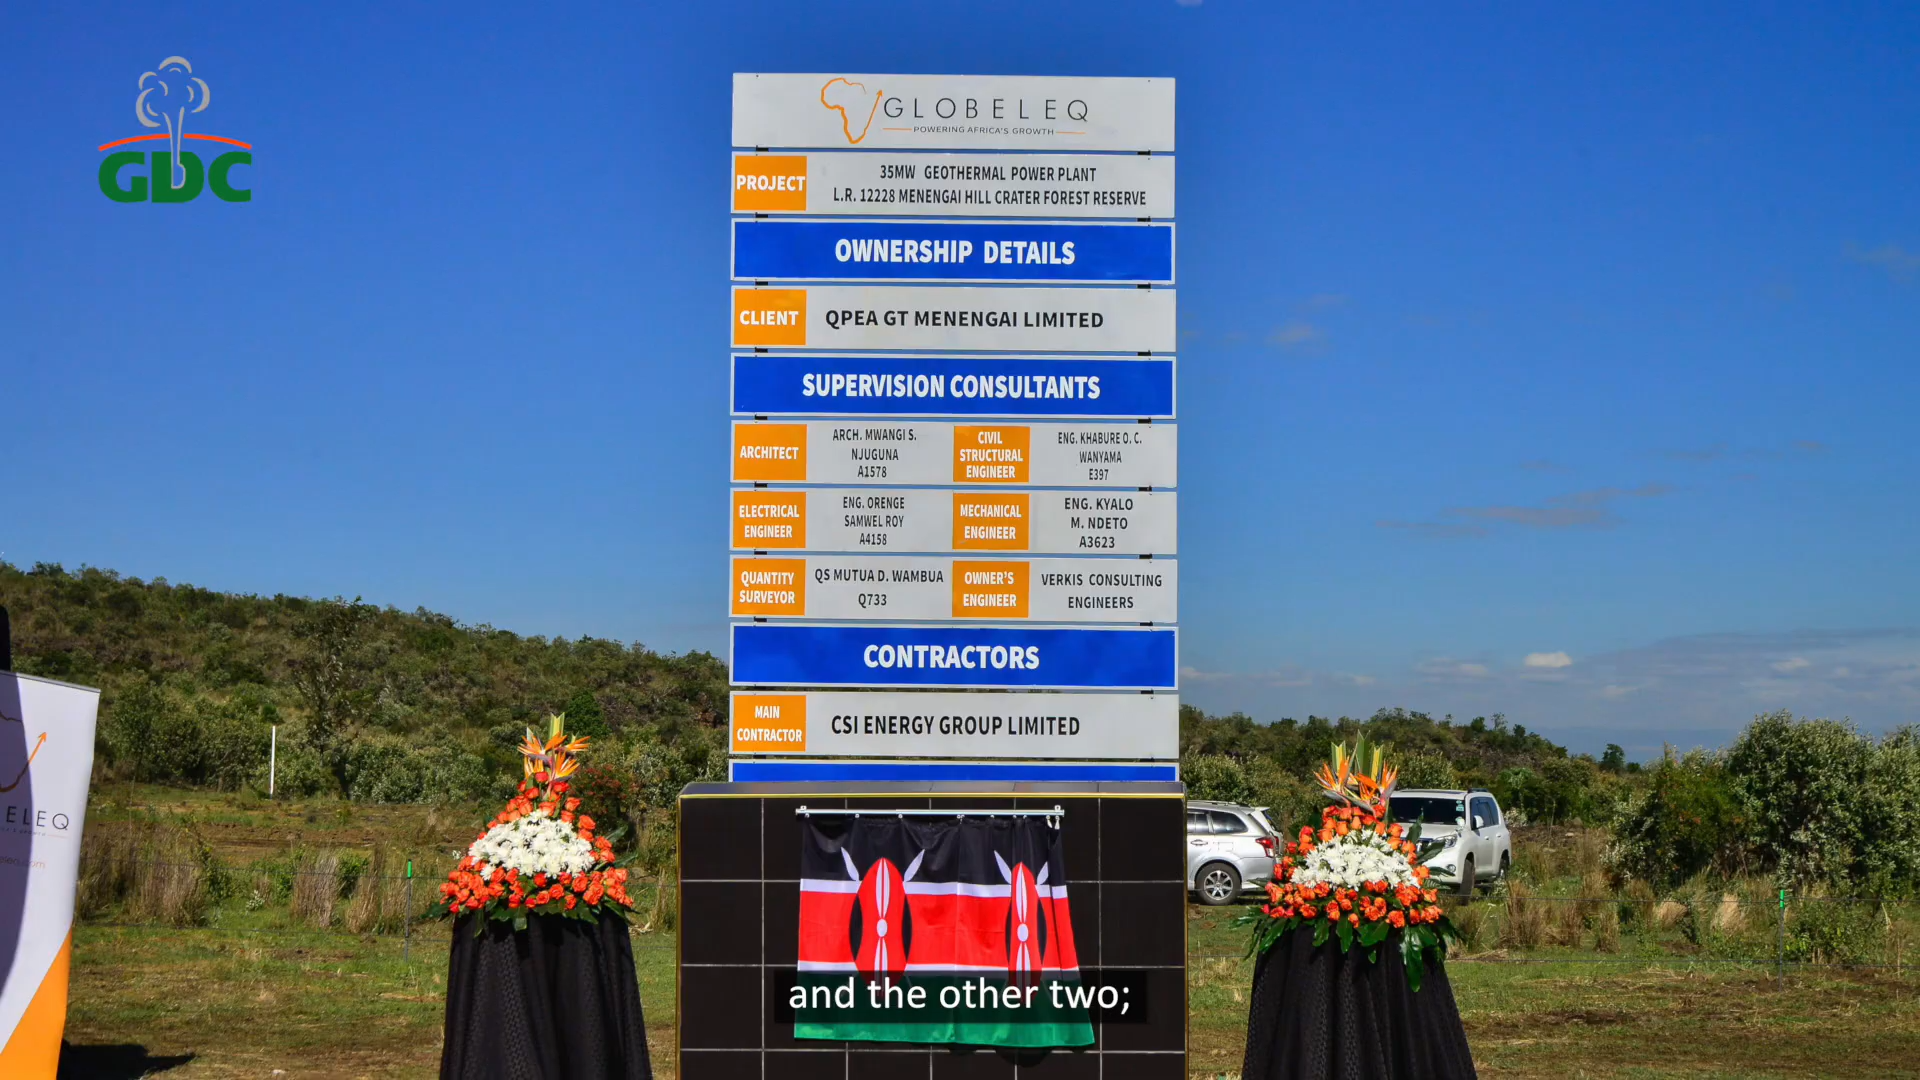 GDC
GLOBELEQ
POWERING AFRICA'S GROWTH
PROJECT
35MW GEOTHERMAL POWER PLANT
L.R. 12228 MENENGAI HILL CRATER FOREST RESERVE
OWNERSHIP DETAILS
CLIENT
QPEA GT MENENGAI LIMITED
SUPERVISION CONSULTANTS
ARCHITECT
ARCH. MWANGI S.
NJUGUNA
A1578
CIVIL
STRUCTURAL
ENGINEER
ENG. KHABURE O. C.
WANYAMA
E397
ELECTRICAL
ENGINEER
ENG. ORENGE
SAMWEL ROY
A4158
MECHANICAL
ENGINEER
ENG. KYALO
M. NDETO
A3623
QUANTITY
SURVEYOR
QS MUTUA D. WAMBUA
Q733
OWNER'S
ENGINEER
VERKIS CONSULTING
ENGINEERS
CONTRACTORS
MAIN
CONTRACTOR
CSI ENERGY GROUP LIMITED
ELEQ
and the other two;